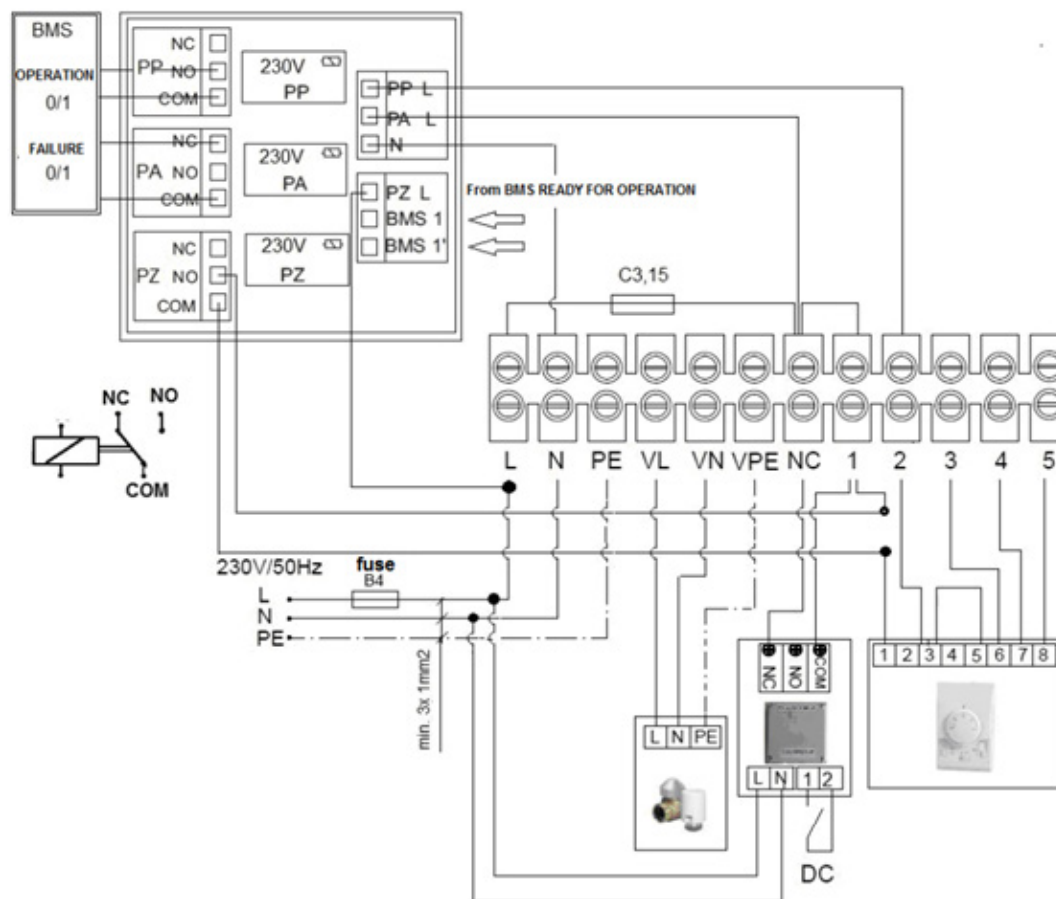 BMS
OPERATION
0/1
FAILURE
0/1
NC
PP NO
COM
NC
PA NO
COM
NC
PZ NO
COM
230V
PP
230V
PA
230V
PZ
PP L
PA L
N
PZ L
BMS 1
BMS 1'
From BMS READY FOR OPERATION
C3,15
NC NO
COM
L N PE VL VN VPE NC 1 2 3 4 5
230V/50Hz
fuse
B4
L
N
PE
min. 3x 1mm2
L N PE
NC NO COM
L N 1 2
DC
1 2 3 4 5 6 7 8